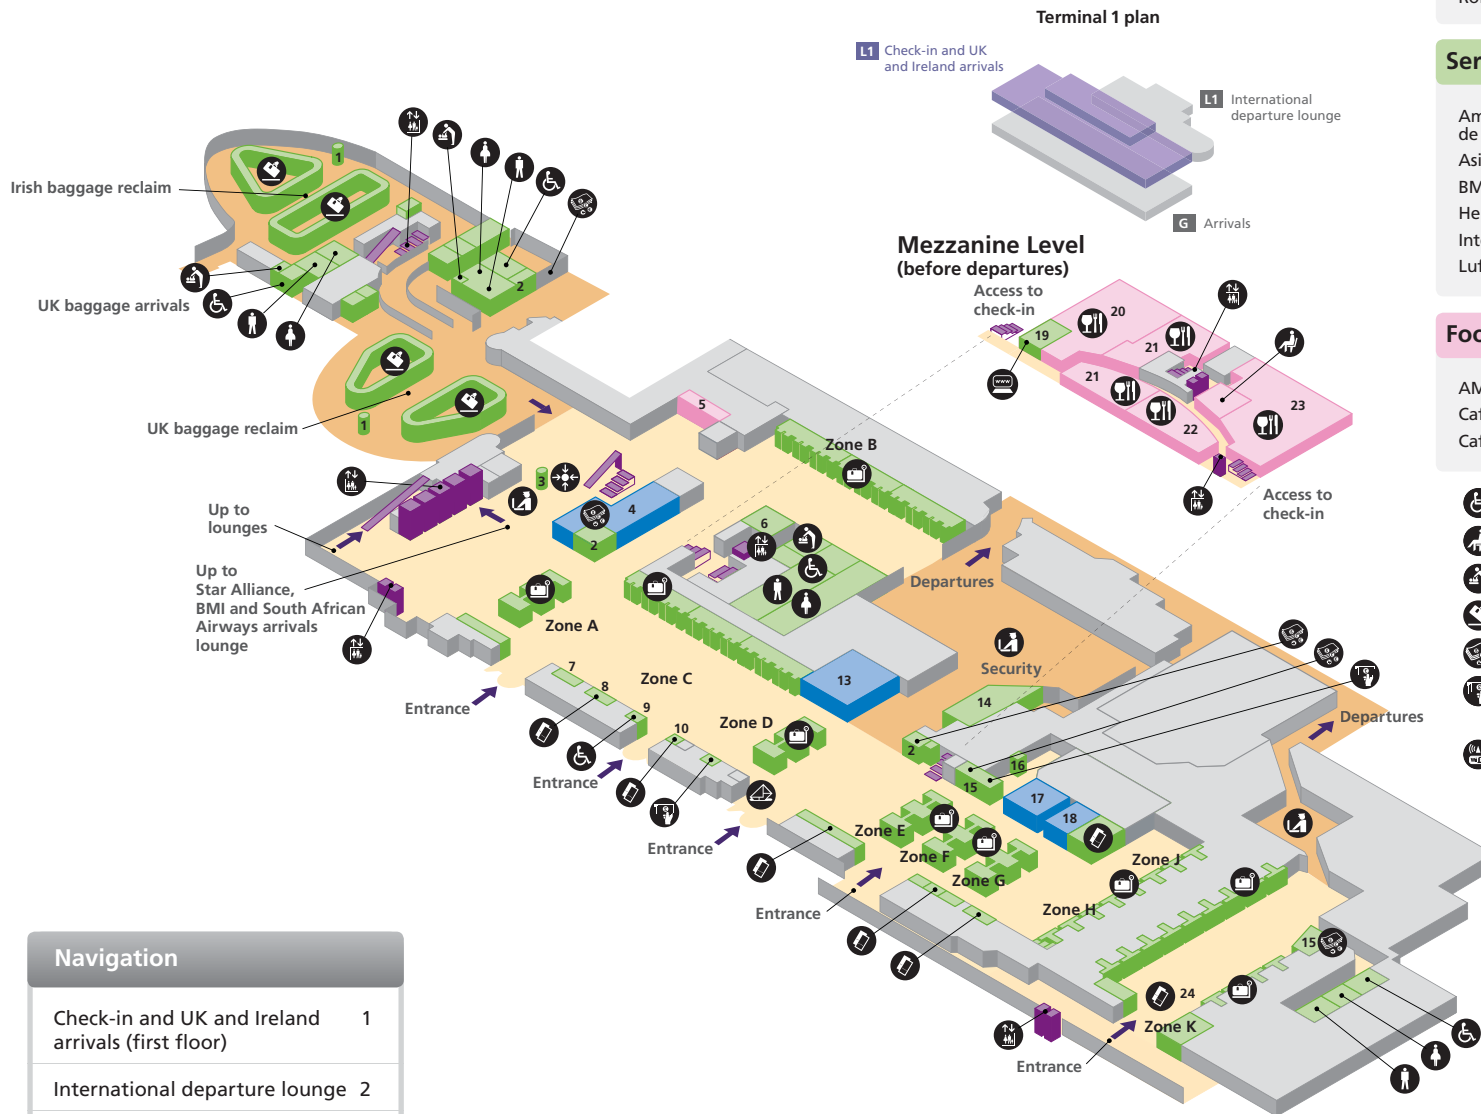 Terminal 1 plan
L1 Check-in and UK
and Ireland arrivals
L1 International
departure lounge
G Arrivals
Mezzanine Level
(before departures)
Access to
check-in
19
20
21
21
22
23
www
Access to
check-in
Irish baggage reclaim
1
2
UK baggage arrivals
UK baggage reclaim
1
Up to
lounges
Up to
Star Alliance,
BMI and South African
Airways arrivals
lounge
3
4
2
5
6
Zone B
Zone A
Departures
Security
7
8
9
10
Zone C
Zone D
13
14
2
15
16
17
18
Entrance
Entrance
Entrance
Entrance
Entrance
Departures
Zone E
Zone F
Zone G
Zone H
Zone J
15
24
Zone K
Navigation
Check-in and UK and Ireland 1
arrivals (first floor)
International departure lounge 2